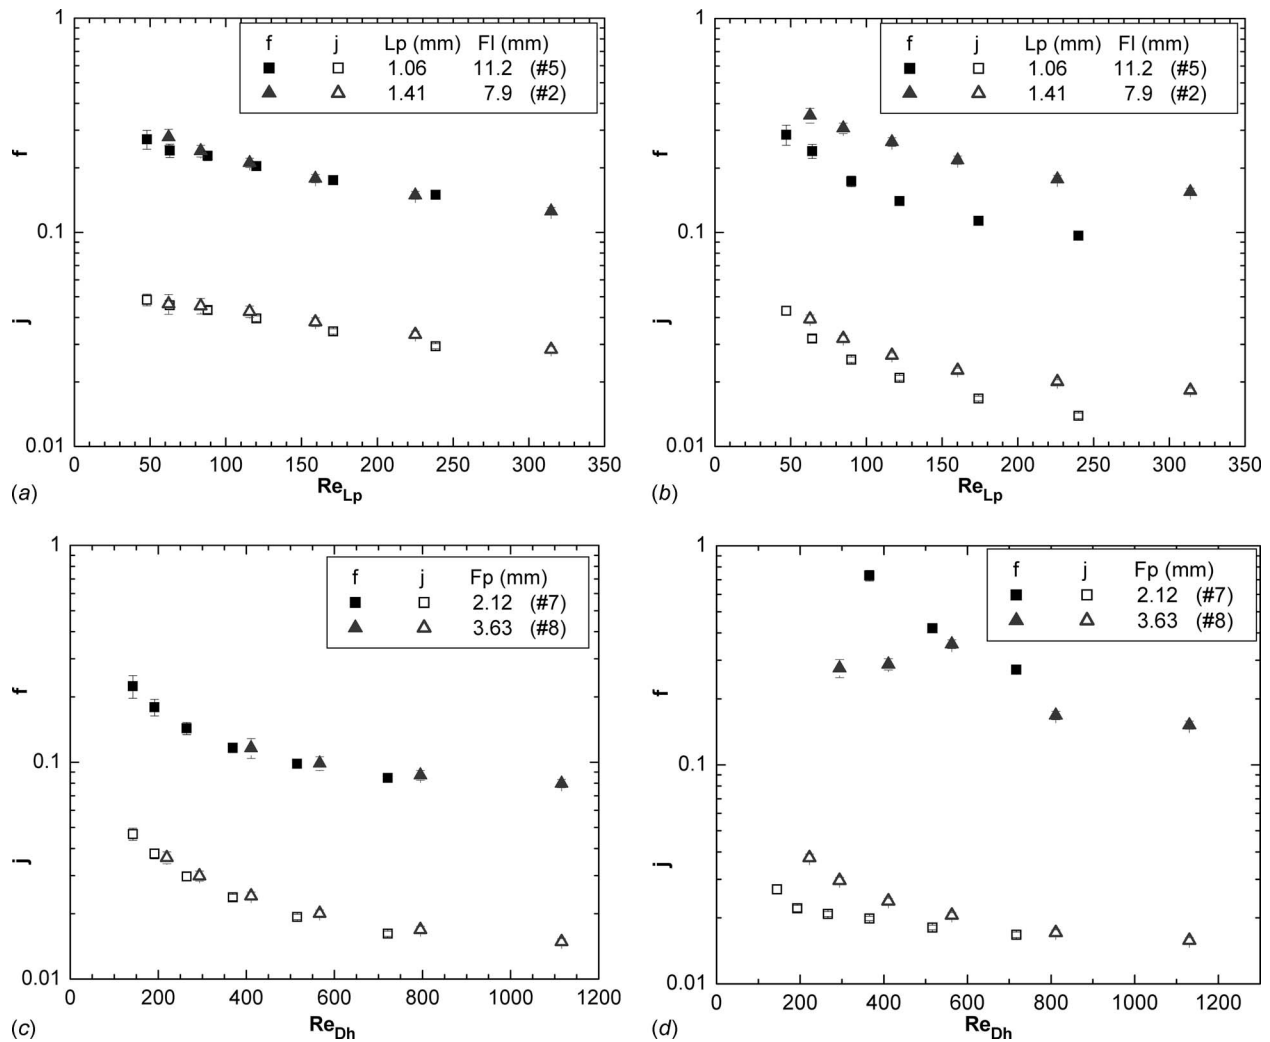 1
f j Lp (mm) Fl (mm)
1.06 11.2 (#5)
1.41 7.9 (#2)
f
0.1
j
0.01
0 50 100 150 200 250 300 350
(a) Re_Lp
1
f j Lp (mm) Fl (mm)
1.06 11.2 (#5)
1.41 7.9 (#2)
f
0.1
j
0.01
0 50 100 150 200 250 300 350
(b) Re_Lp
1
f j Fp (mm)
2.12 (#7)
3.63 (#8)
f
0.1
j
0.01
0 200 400 600 800 1000 1200
(c) Re_Dh
1
f j Fp (mm)
2.12 (#7)
3.63 (#8)
f
0.1
j
0.01
0 200 400 600 800 1000 1200
(d) Re_Dh